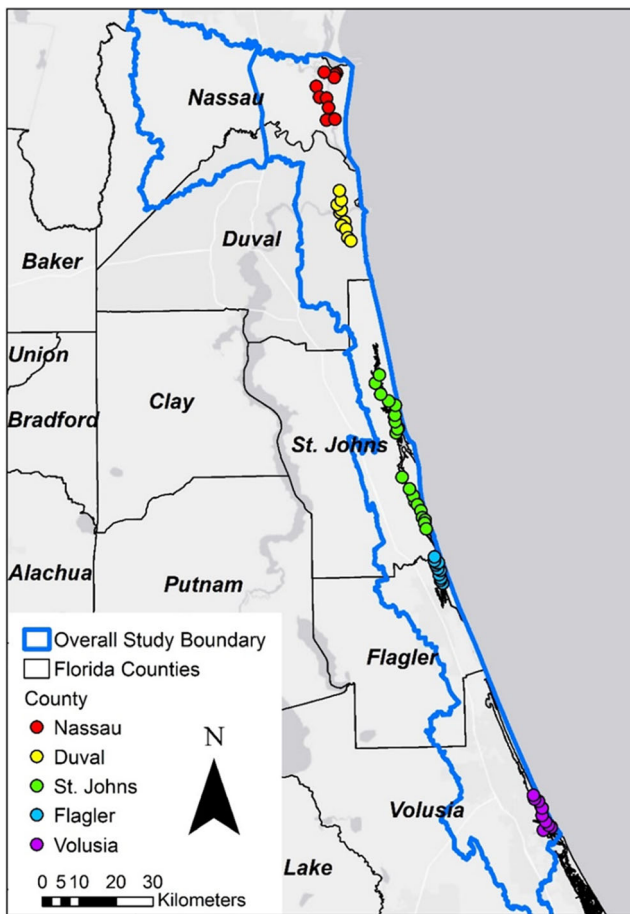 Nassau
Duval
Baker
Union
Clay
Bradford
St. Johns
Alachua
Putnam
Flagler
Volusia
Lake
Overall Study Boundary
Florida Counties
County
Nassau
Duval
St. Johns
Flagler
Volusia
N
0 5 10 20 30
Kilometers